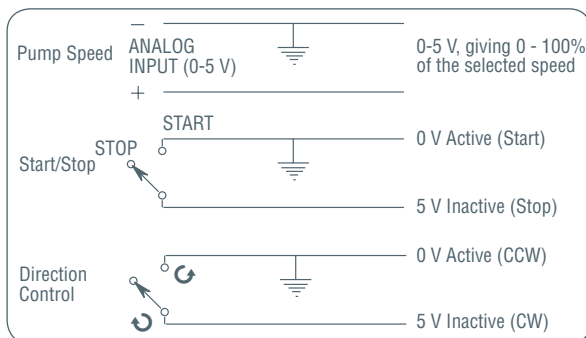 −
Pump Speed
ANALOG
INPUT (0-5 V)
0-5 V, giving 0 - 100%
of the selected speed
+
START
STOP
Start/Stop
0 V Active (Start)
5 V Inactive (Stop)
Direction
Control
0 V Active (CCW)
5 V Inactive (CW)